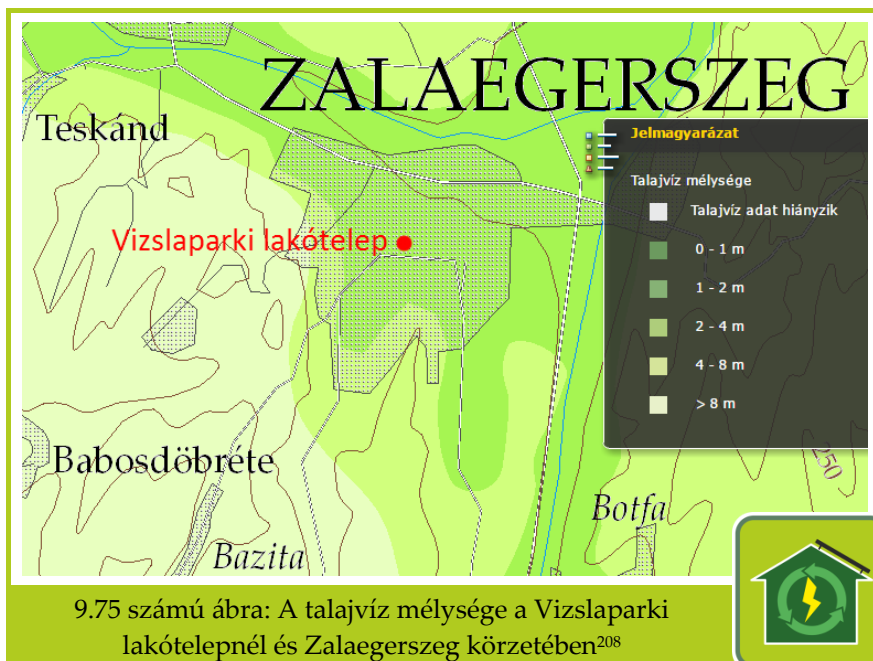 ZALAEGERSZEG
Teskánd
Jelmagyarázat
Talajvíz mélysége
Talajvíz adat hiányzik
0 - 1 m
1 - 2 m
2 - 4 m
4 - 8 m
> 8 m
Vizslaparki lakótelep
Babosdöbréte
250
Botfa
Bazita
9.75 számú ábra: A talajvíz mélysége a Vizslaparki
lakótelepnél és Zalaegerszeg körzetében²⁰⁸